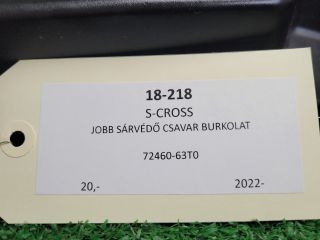 18-218
S-CROSS
JOBB SÁRVÉDŐ CSAVAR BURKOLAT
72460-63T0
20,- 2022-